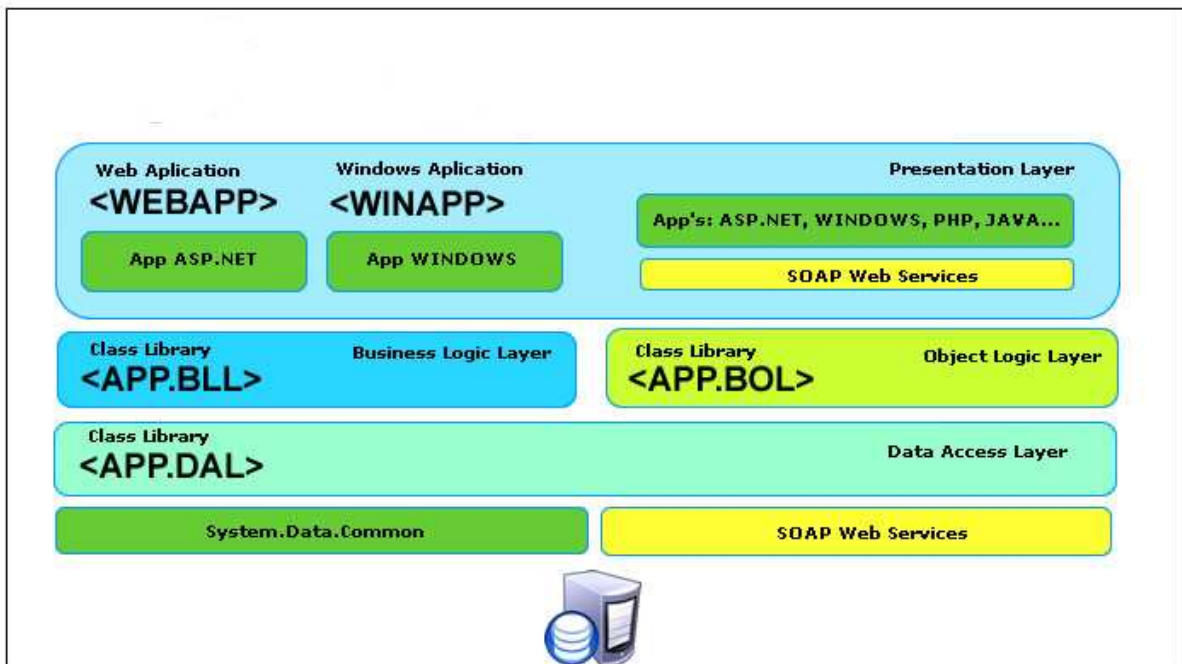 Web Aplication
<WEBAPP>
App ASP.NET
Windows Aplication
<WINAPP>
App WINDOWS
Presentation Layer
App's: ASP.NET, WINDOWS, PHP, JAVA...
SOAP Web Services
Class Library
<APP.BLL>
Business Logic Layer
Class Library
<APP.BOL>
Object Logic Layer
Class Library
<APP.DAL>
Data Access Layer
System.Data.Common
SOAP Web Services